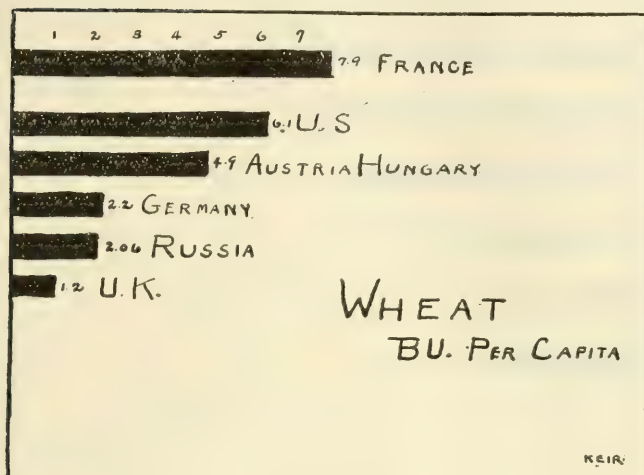 1 2 3 4 5 6 7
7.9 FRANCE
6.1 U. S
4.9 AUSTRIA HUNGARY
2.2 GERMANY.
2.06 RUSSIA
1.2 U. K.
WHEAT
BU. PER CAPITA
KEIR.